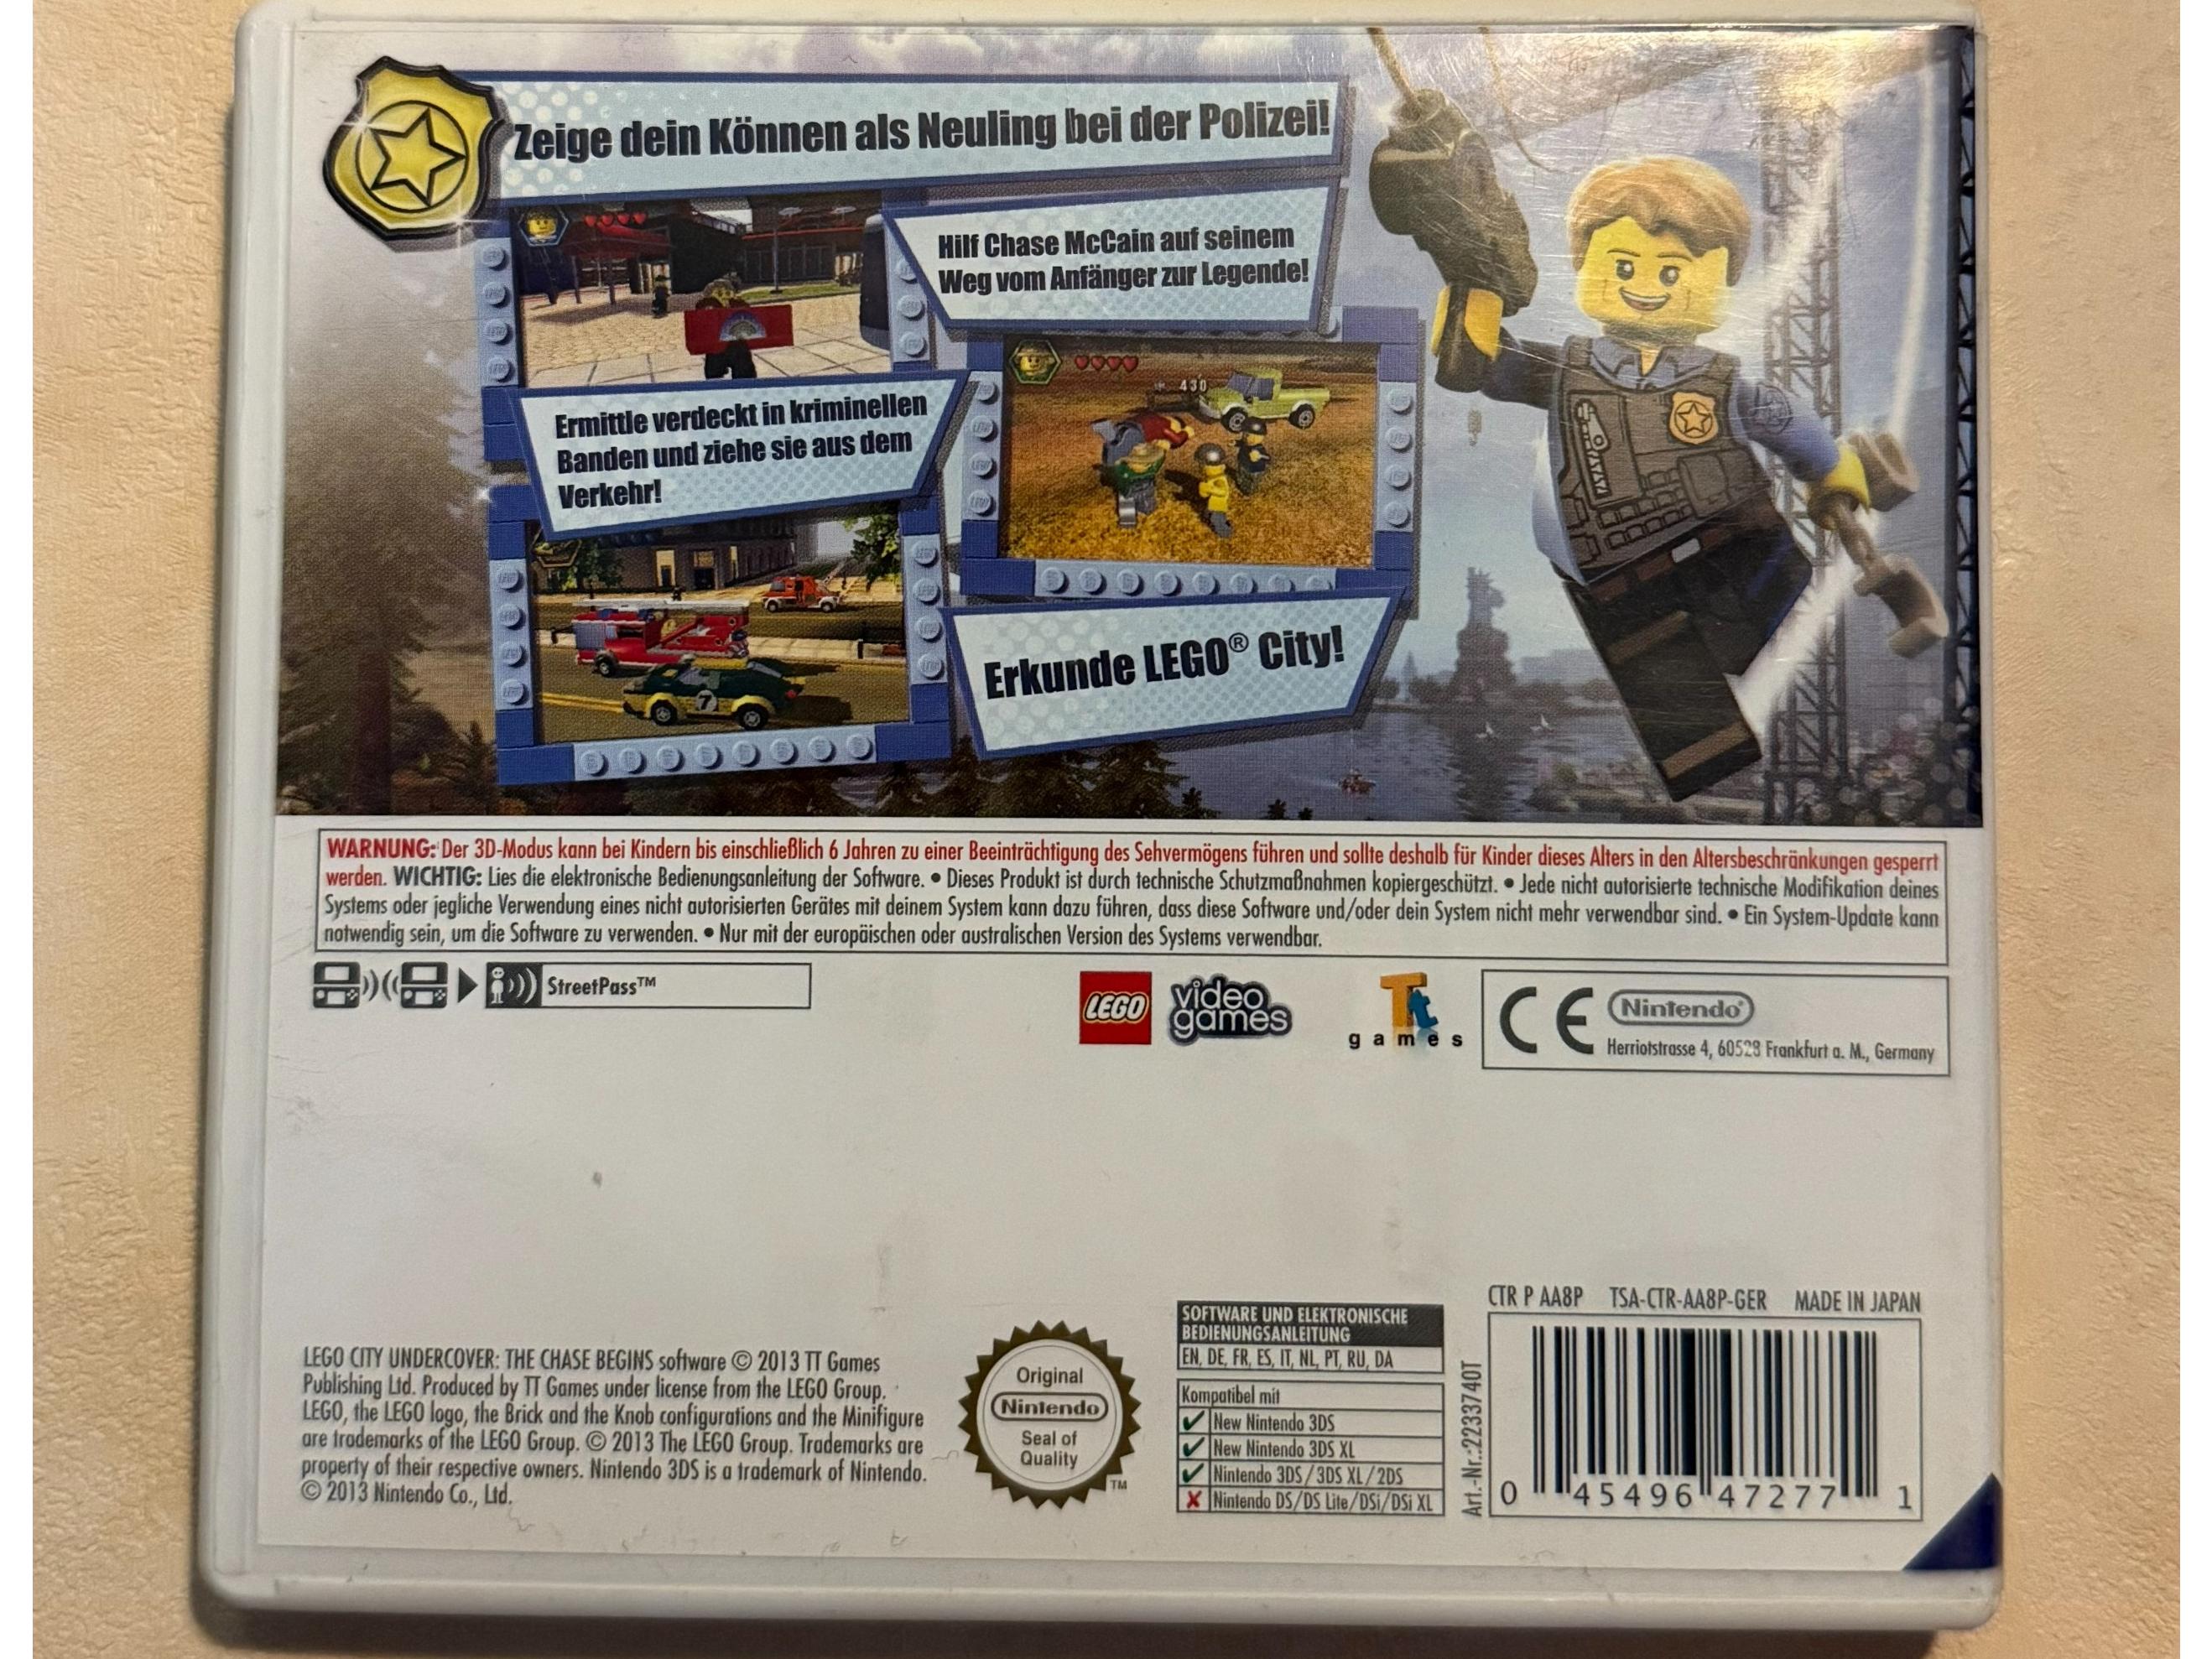 Zeige dein Können als Neuling bei der Polizei!
Hilf Chase McCain auf seinem
Weg vom Anfänger zur Legende!
430
Ermittle verdeckt in kriminellen
Banden und ziehe sie aus dem
Verkehr!
7
Erkunde LEGO® City!
WARNUNG: Der 3D-Modus kann bei Kindern bis einschließlich 6 Jahren zu einer Beeinträchtigung des Sehvermögens führen und sollte deshalb für Kinder dieses Alters in den Altersbeschränkungen gesperrt
werden. WICHTIG: Lies die elektronische Bedienungsanleitung der Software. • Dieses Produkt ist durch technische Schutzmaßnahmen kopiergeschützt. • Jede nicht autorisierte technische Modifikation deines
Systems oder jegliche Verwendung eines nicht autorisierten Gerätes mit deinem System kann dazu führen, dass diese Software und/oder dein System nicht mehr verwendbar sind. • Ein System-Update kann
notwendig sein, um die Software zu verwenden. • Nur mit der europäischen oder australischen Version des Systems verwendbar.
StreetPass™
LEGO
video
games
Tt
games
CE
Nintendo®
Herriotstrasse 4, 60528 Frankfurt a. M., Germany
LEGO CITY UNDERCOVER: THE CHASE BEGINS software © 2013 TT Games
Publishing Ltd. Produced by TT Games under license from the LEGO Group.
LEGO, the LEGO logo, the Brick and the Knob configurations and the Minifigure
are trademarks of the LEGO Group. © 2013 The LEGO Group. Trademarks are
property of their respective owners. Nintendo 3DS is a trademark of Nintendo.
© 2013 Nintendo Co., Ltd.
Original
Nintendo
Seal of
Quality
TM
SOFTWARE UND ELEKTRONISCHE
BEDIENUNGSANLEITUNG
EN, DE, FR, ES, IT, NL, PT, RU, DA
Kompatibel mit
New Nintendo 3DS
New Nintendo 3DS XL
Nintendo 3DS/3DS XL/2DS
Nintendo DS/DS Lite/DSi/DSi XL
Art.-Nr.:2233740T
CTR P AA8P TSA-CTR-AA8P-GER MADE IN JAPAN
0 45496 47277 1